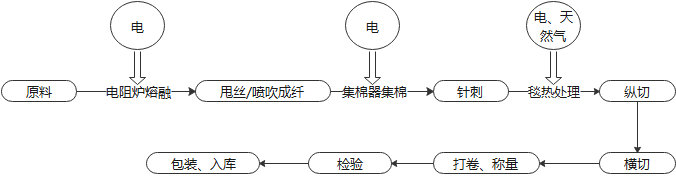 电
电
电、天
然气
原料
电阻炉熔融
甩丝/喷吹成纤
集棉器集棉
针刺
毯热处理
纵切
横切
打卷、称量
检验
包装、入库